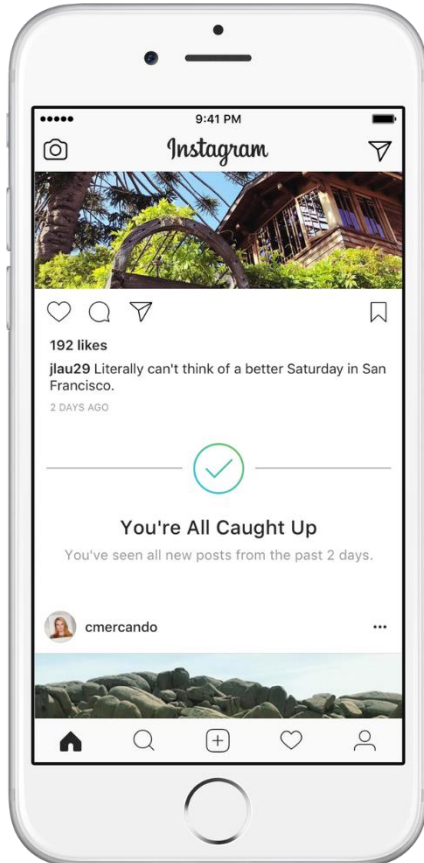 9:41 PM
Instagram
192 likes
jlau29 Literally can't think of a better Saturday in San
Francisco.
2 DAYS AGO
You're All Caught Up
You've seen all new posts from the past 2 days.
cmercando